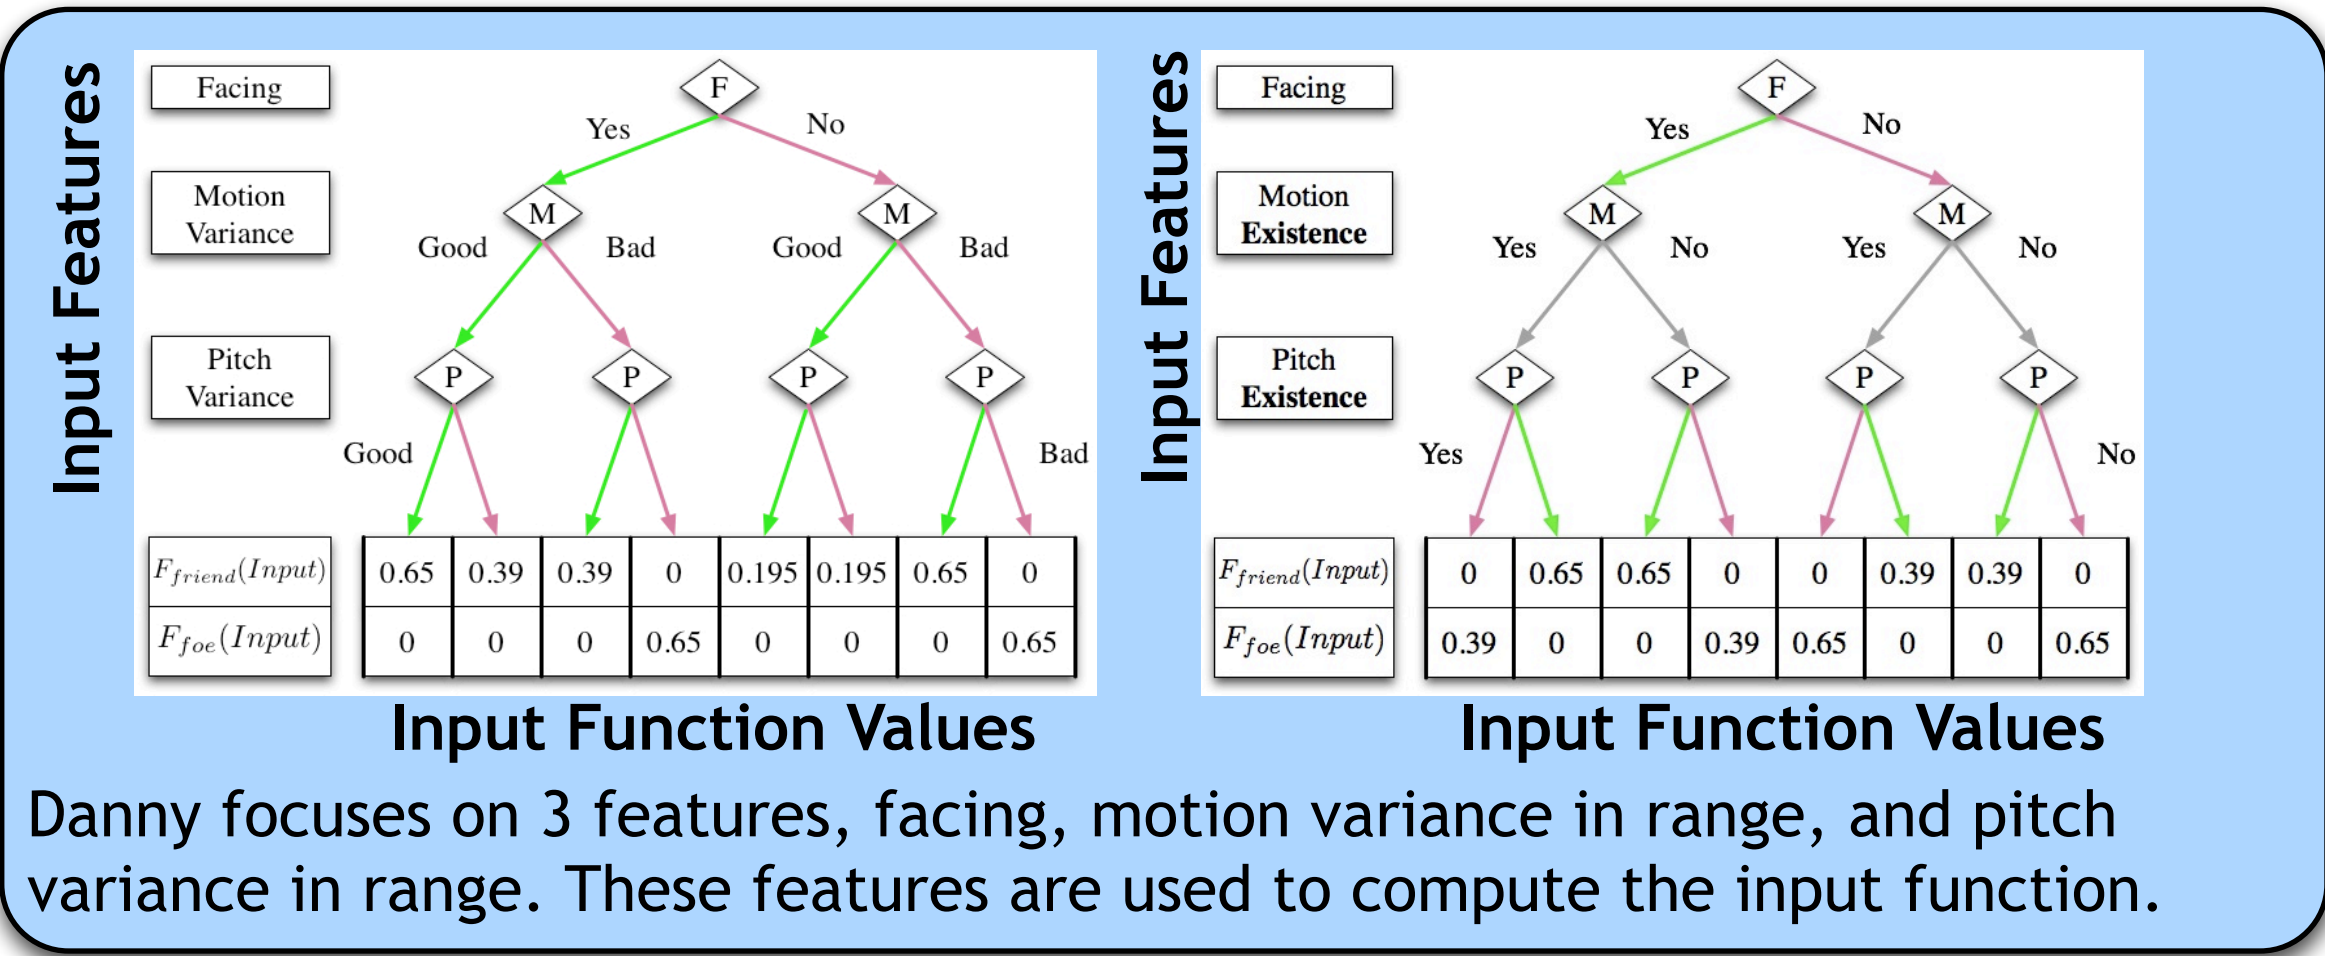 Input Features
Facing
F
Yes
No
Motion
Variance
M
M
Good
Bad
Good
Bad
Pitch
Variance
P
P
P
P
Good
Bad
F_friend(Input) 0.65 0.39 0.39 0 0.195 0.195 0.65 0
F_foe(Input) 0 0 0 0.65 0 0 0 0.65
Input Function Values
Input Features
Facing
F
Yes
No
Motion
Existence
M
M
Yes
No
Yes
No
Pitch
Existence
P
P
P
P
Yes
No
F_friend(Input) 0 0.65 0.65 0 0 0.39 0.39 0
F_foe(Input) 0.39 0 0 0.39 0.65 0 0 0.65
Input Function Values
Danny focuses on 3 features, facing, motion variance in range, and pitch
variance in range. These features are used to compute the input function.